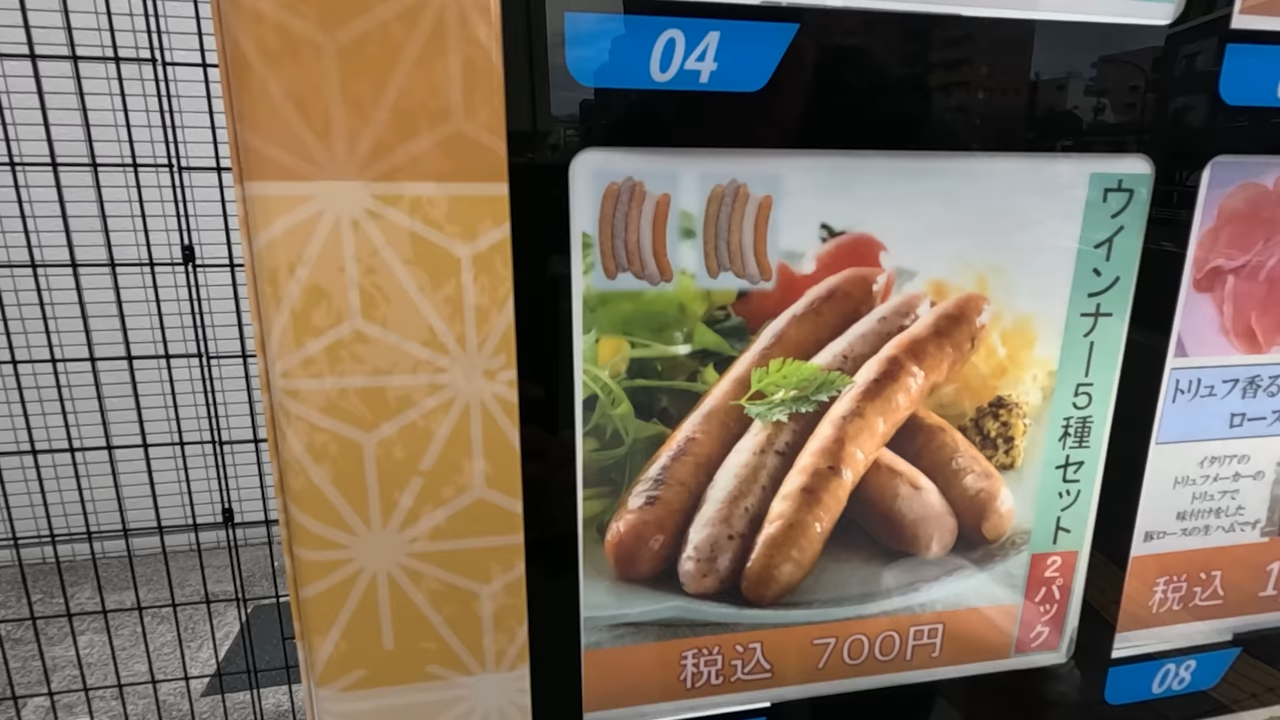 04
ウインナー5種セット
2パック
税込 700円
トリュフ香る
ロース
イタリアの
トリュフメーカーの
トリュフで
味付けをした
豚ロースの生ハムです
税込 1
08